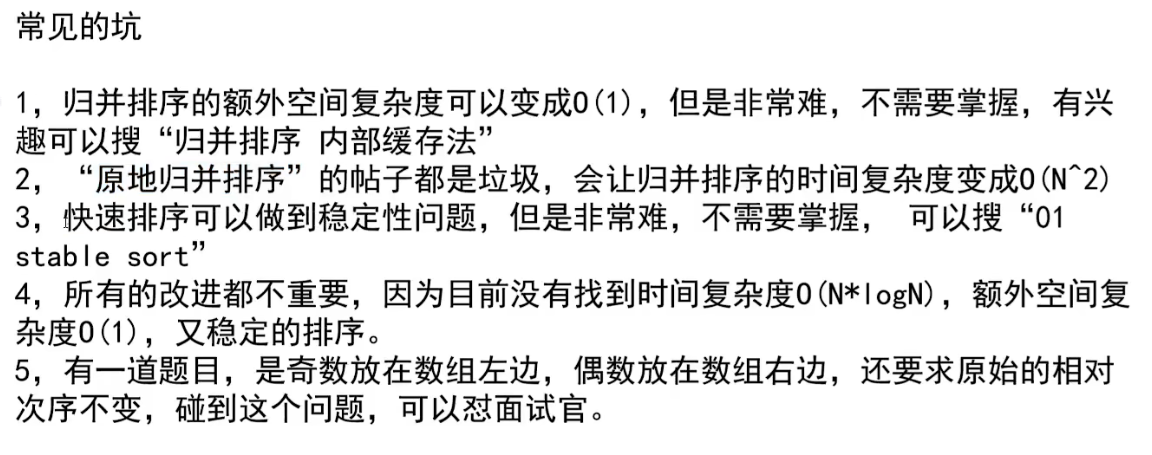 常见的坑
1，归并排序的额外空间复杂度可以变成O(1)，但是非常难，不需要掌握，有兴
趣可以搜“归并排序 内部缓存法”
2，“原地归并排序”的帖子都是垃圾，会让归并排序的时间复杂度变成O(N^2)
3，快速排序可以做到稳定性问题，但是非常难，不需要掌握， 可以搜“01
stable sort”
4，所有的改进都不重要，因为目前没有找到时间复杂度O(N*logN)，额外空间复
杂度O(1)，又稳定的排序。
5，有一道题目，是奇数放在数组左边，偶数放在数组右边，还要求原始的相对
次序不变，碰到这个问题，可以怼面试官。